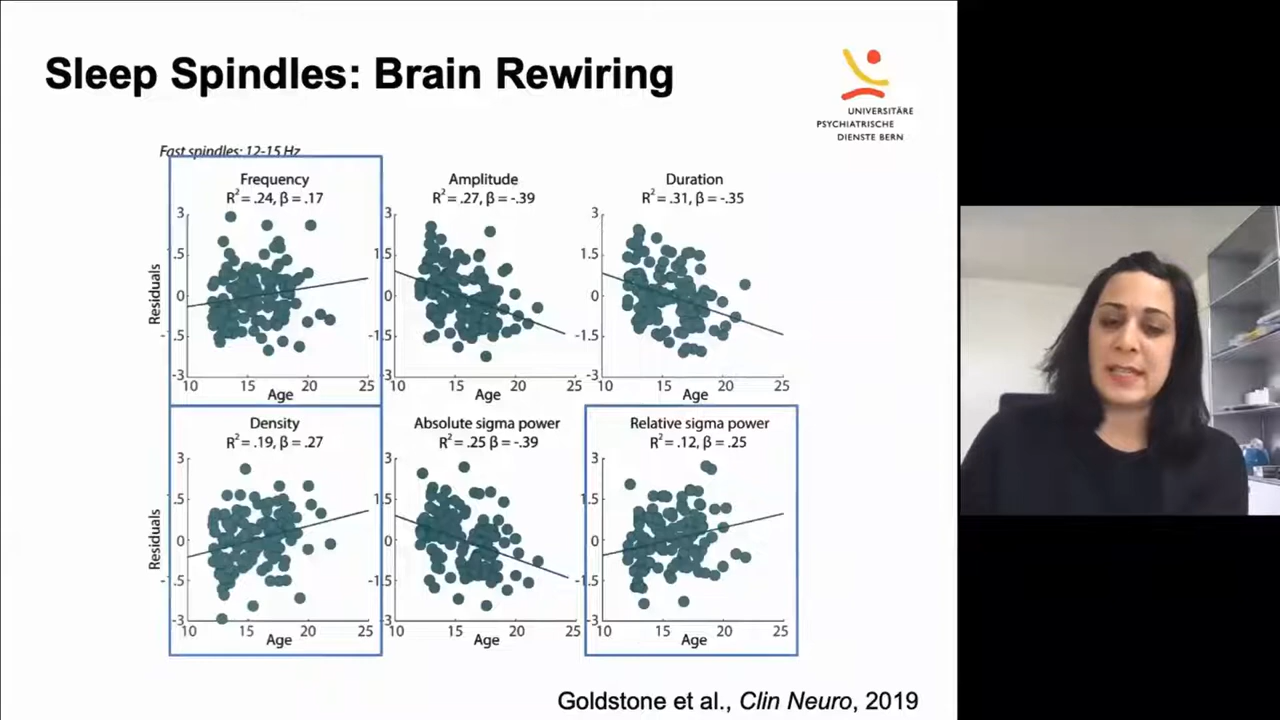 Sleep Spindles: Brain Rewiring
UNIVERSITÄRE
PSYCHIATRISCHE
DIENSTE BERN
Fast spindles: 12-15 Hz
Frequency
R² = .24, β = .17
Amplitude
R² = .27, β = -.39
Duration
R² = .31, β = -.35
Residuals
3
1.5
0
-1.5
-3
10 15 20 25
Age
3
1.5
0
-1.5
-3
10 15 20 25
Age
3
1.5
0
-1.5
-3
10 15 20 25
Age
Density
R² = .19, β = .27
Absolute sigma power
R² = .25 β = -.39
Relative sigma power
R² = .12, β = .25
Residuals
3
1.5
0
-1.5
-3
10 15 20 25
Age
3
1.5
0
-1.5
-3
10 15 20 25
Age
3
1.5
0
-1.5
-3
10 15 20 25
Age
Goldstone et al., Clin Neuro, 2019